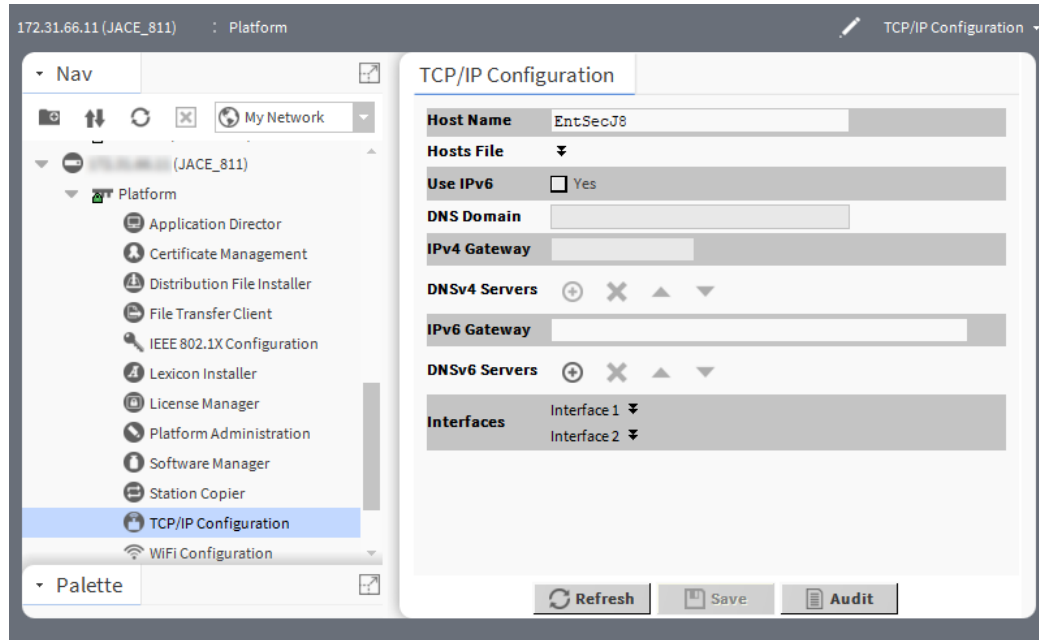 172.31.66.11 (JACE_811) : Platform TCP/IP Configuration
Nav
My Network
(JACE_811)
Platform
Application Director
Certificate Management
Distribution File Installer
File Transfer Client
IEEE 802.1X Configuration
Lexicon Installer
License Manager
Platform Administration
Software Manager
Station Copier
TCP/IP Configuration
WiFi Configuration
Palette
TCP/IP Configuration
Host Name EntSecJ8
Hosts File
Use IPv6 Yes
DNS Domain
IPv4 Gateway
DNSv4 Servers
IPv6 Gateway
DNSv6 Servers
Interfaces
Interface 1
Interface 2
Refresh Save Audit